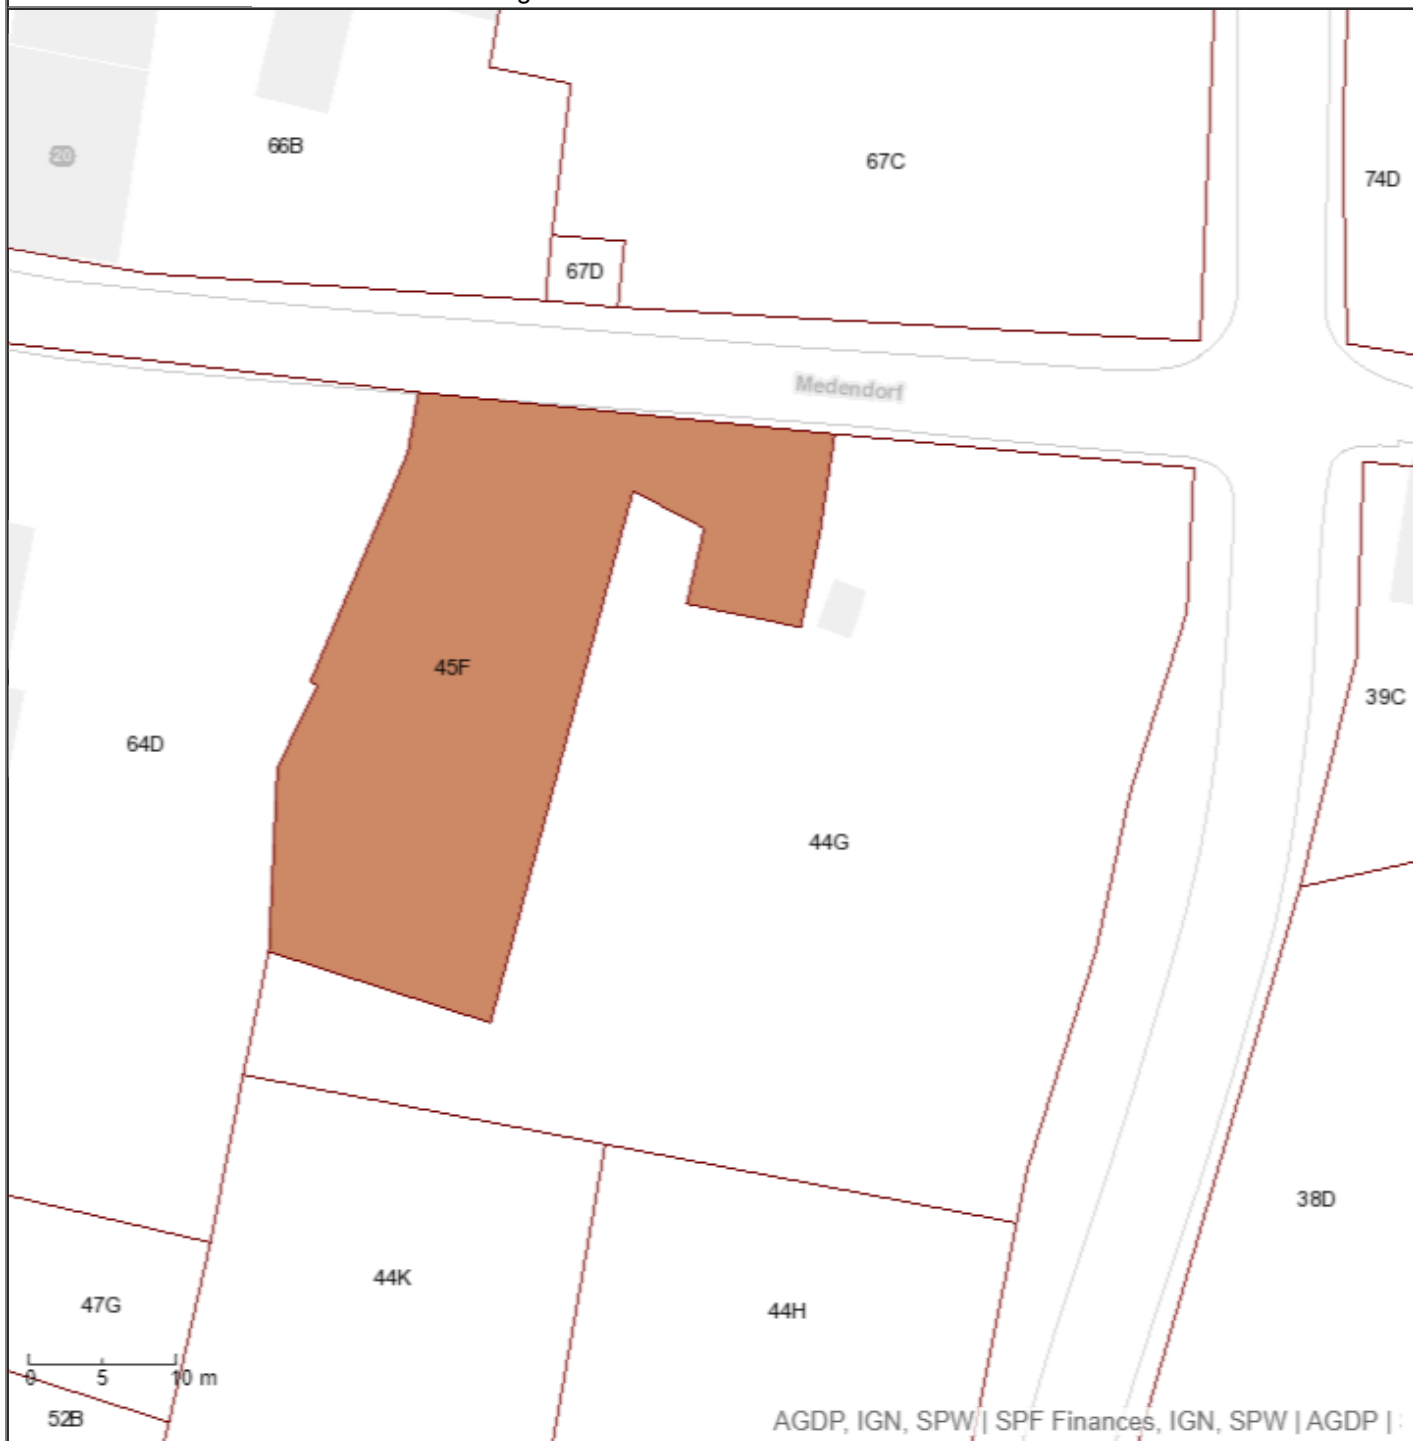 66B
20
67C
74D
67D
Medendorf
45F
39C
64D
44G
38D
44K
47G
44H
0 5 10 m
52B
AGDP, IGN, SPW | SPF Finances, IGN, SPW | AGDP |